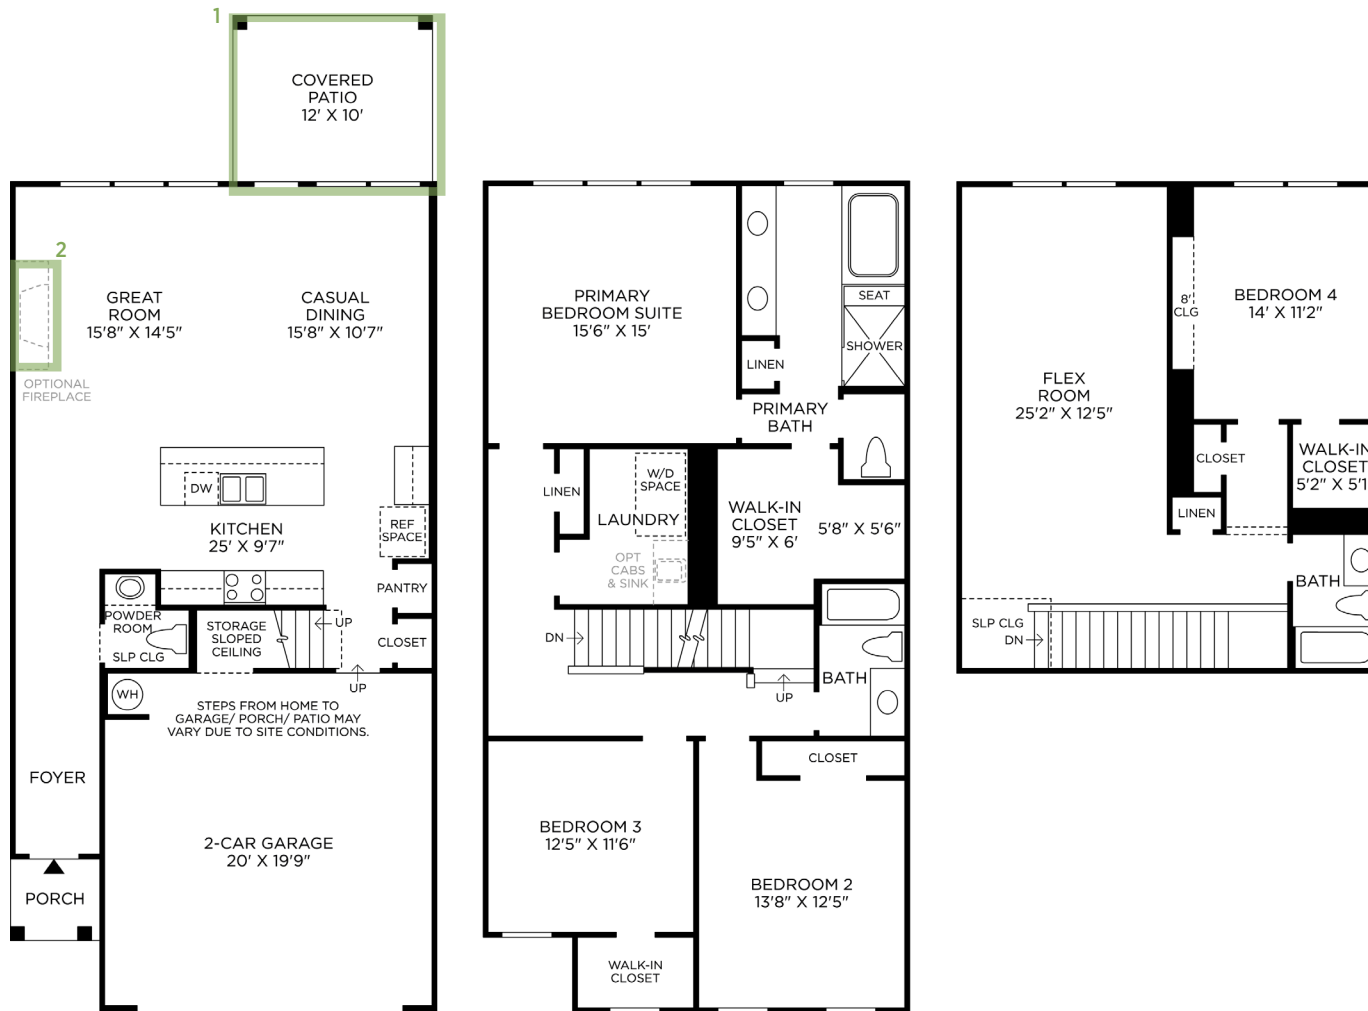 1
COVERED
PATIO
12' X 10'
2
GREAT
ROOM
15'8" X 14'5"
CASUAL
DINING
15'8" X 10'7"
OPTIONAL
FIREPLACE
DW
KITCHEN
25' X 9'7"
REF
SPACE
PANTRY
POWDER
ROOM
SLP CLG
STORAGE
SLOPED
CEILING
UP
CLOSET
UP
WH
STEPS FROM HOME TO
GARAGE/ PORCH/ PATIO MAY
VARY DUE TO SITE CONDITIONS.
FOYER
2-CAR GARAGE
20' X 19'9"
PORCH
PRIMARY
BEDROOM SUITE
15'6" X 15'
SEAT
SHOWER
LINEN
PRIMARY
BATH
LINEN
W/D
SPACE
LAUNDRY
OPT
CABS
& SINK
WALK-IN
CLOSET
9'5" X 6'
5'8" X 5'6"
DN
UP
BATH
CLOSET
BEDROOM 3
12'5" X 11'6"
BEDROOM 2
13'8" X 12'5"
WALK-IN
CLOSET
8'
CLG
BEDROOM 4
14' X 11'2"
FLEX
ROOM
25'2" X 12'5"
CLOSET
WALK-IN
CLOSET
5'2" X 5'1
LINEN
BATH
SLP CLG
DN